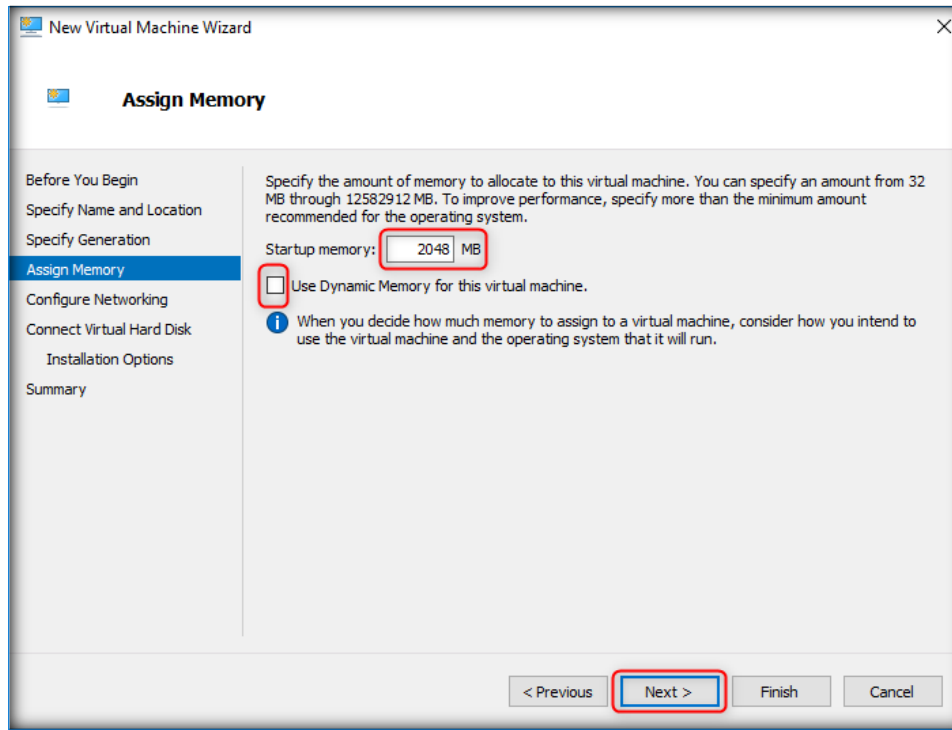 New Virtual Machine Wizard
Assign Memory
Before You Begin
Specify Name and Location
Specify Generation
Assign Memory
Configure Networking
Connect Virtual Hard Disk
Installation Options
Summary
Specify the amount of memory to allocate to this virtual machine. You can specify an amount from 32
MB through 12582912 MB. To improve performance, specify more than the minimum amount
recommended for the operating system.
Startup memory: 2048 MB
Use Dynamic Memory for this virtual machine.
When you decide how much memory to assign to a virtual machine, consider how you intend to
use the virtual machine and the operating system that it will run.
< Previous Next > Finish Cancel